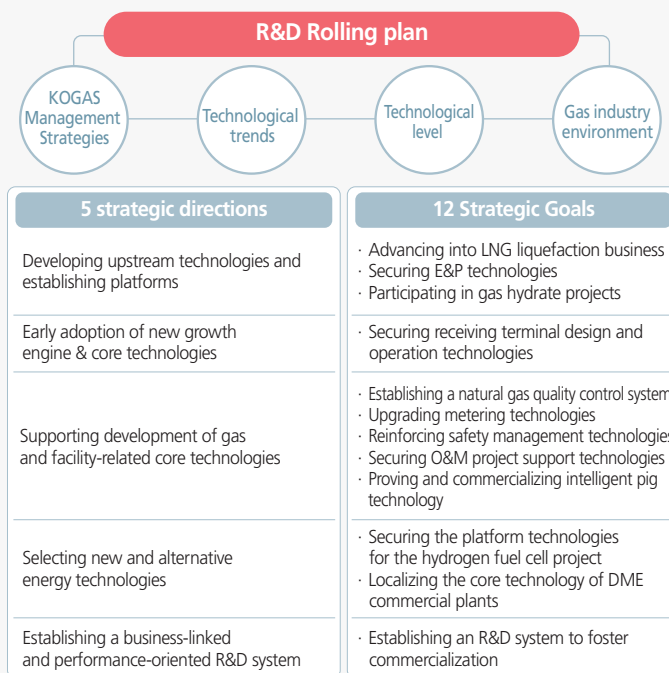 R&D Rolling plan
KOGAS
Management
Strategies
Technological
trends
Technological
level
Gas industry
environment
5 strategic directions
12 Strategic Goals
Developing upstream technologies and
establishing platforms
· Advancing into LNG liquefaction business
· Securing E&P technologies
· Participating in gas hydrate projects
Early adoption of new growth
engine & core technologies
· Securing receiving terminal design and
operation technologies
Supporting development of gas
and facility-related core technologies
· Establishing a natural gas quality control system
· Upgrading metering technologies
· Reinforcing safety management technologies
· Securing O&M project support technologies
· Proving and commercializing intelligent pig
technology
Selecting new and alternative
energy technologies
· Securing the platform technologies
for the hydrogen fuel cell project
· Localizing the core technology of DME
commercial plants
Establishing a business-linked
and performance-oriented R&D system
· Establishing an R&D system to foster
commercialization